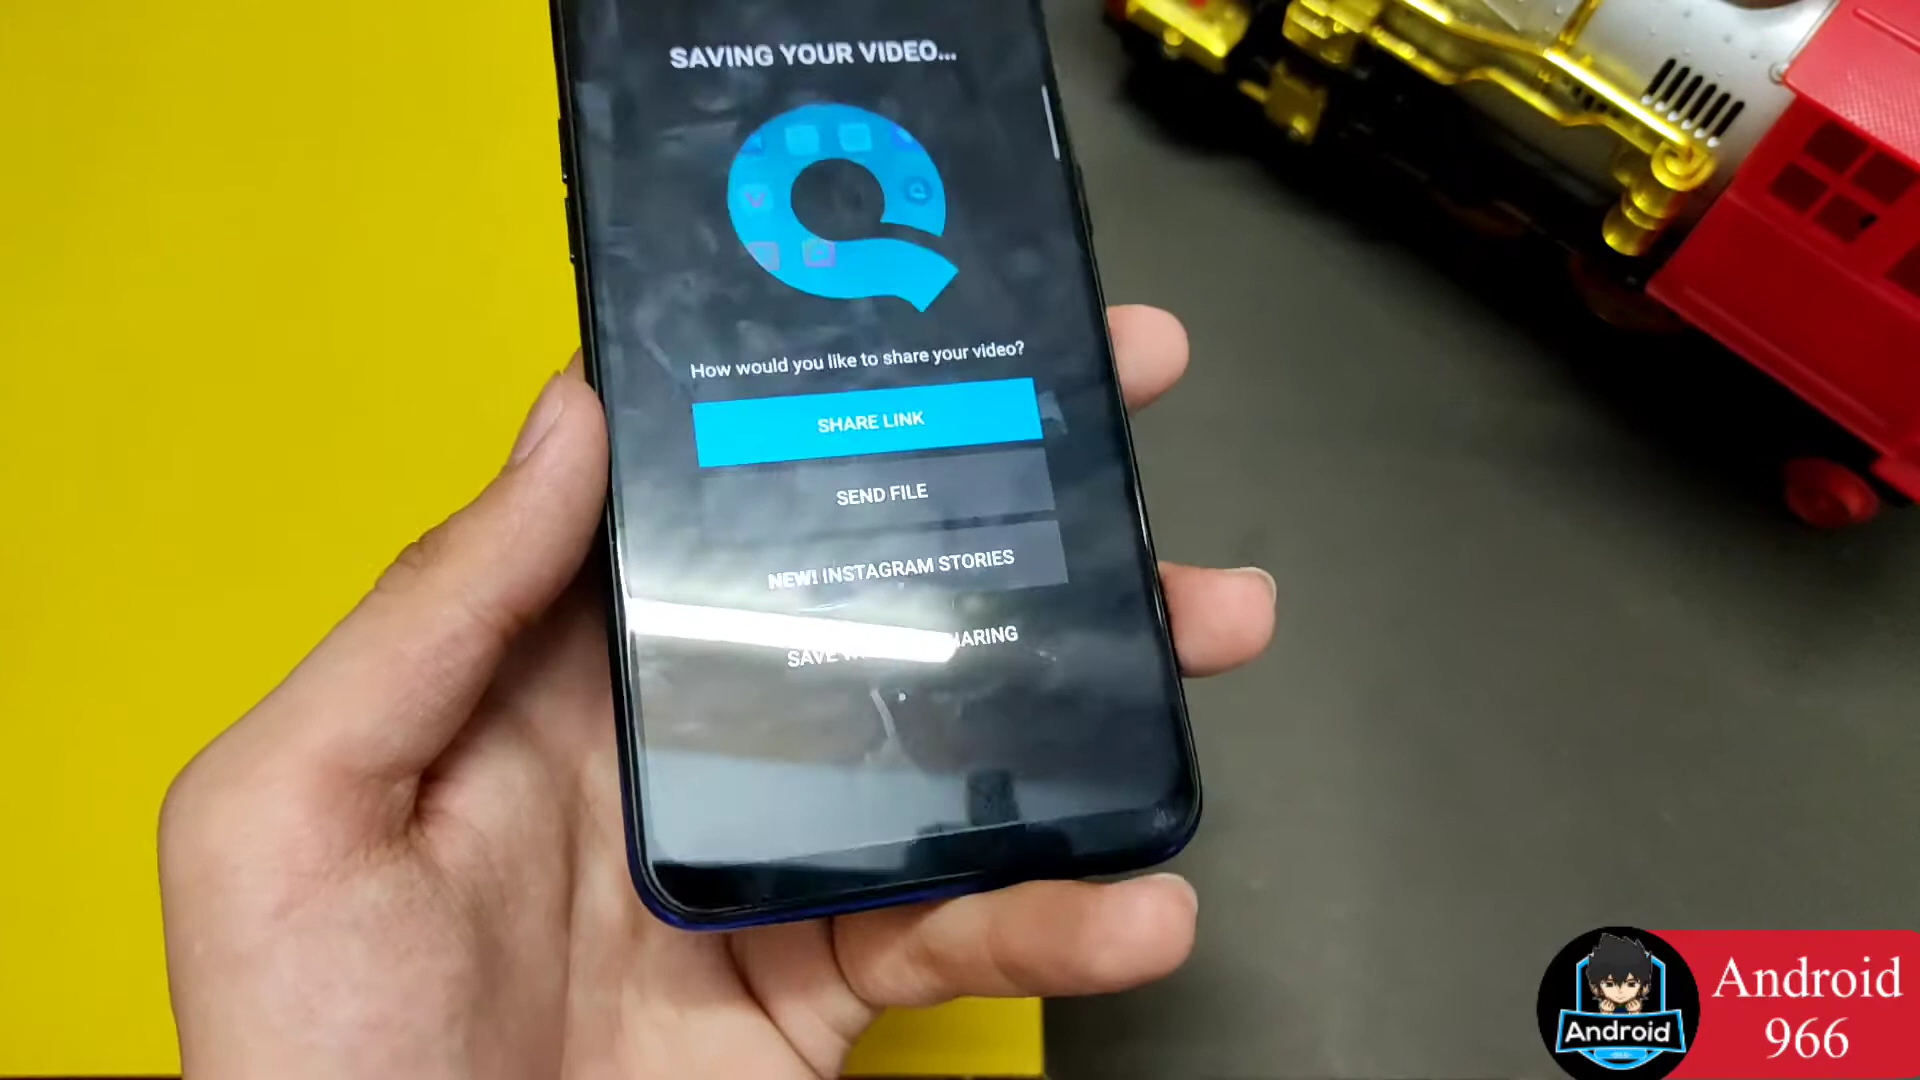 SAVING YOUR VIDEO...
How would you like to share your video?
SHARE LINK
SEND FILE
NEW! INSTAGRAM STORIES
SAVE
Android
966
Android